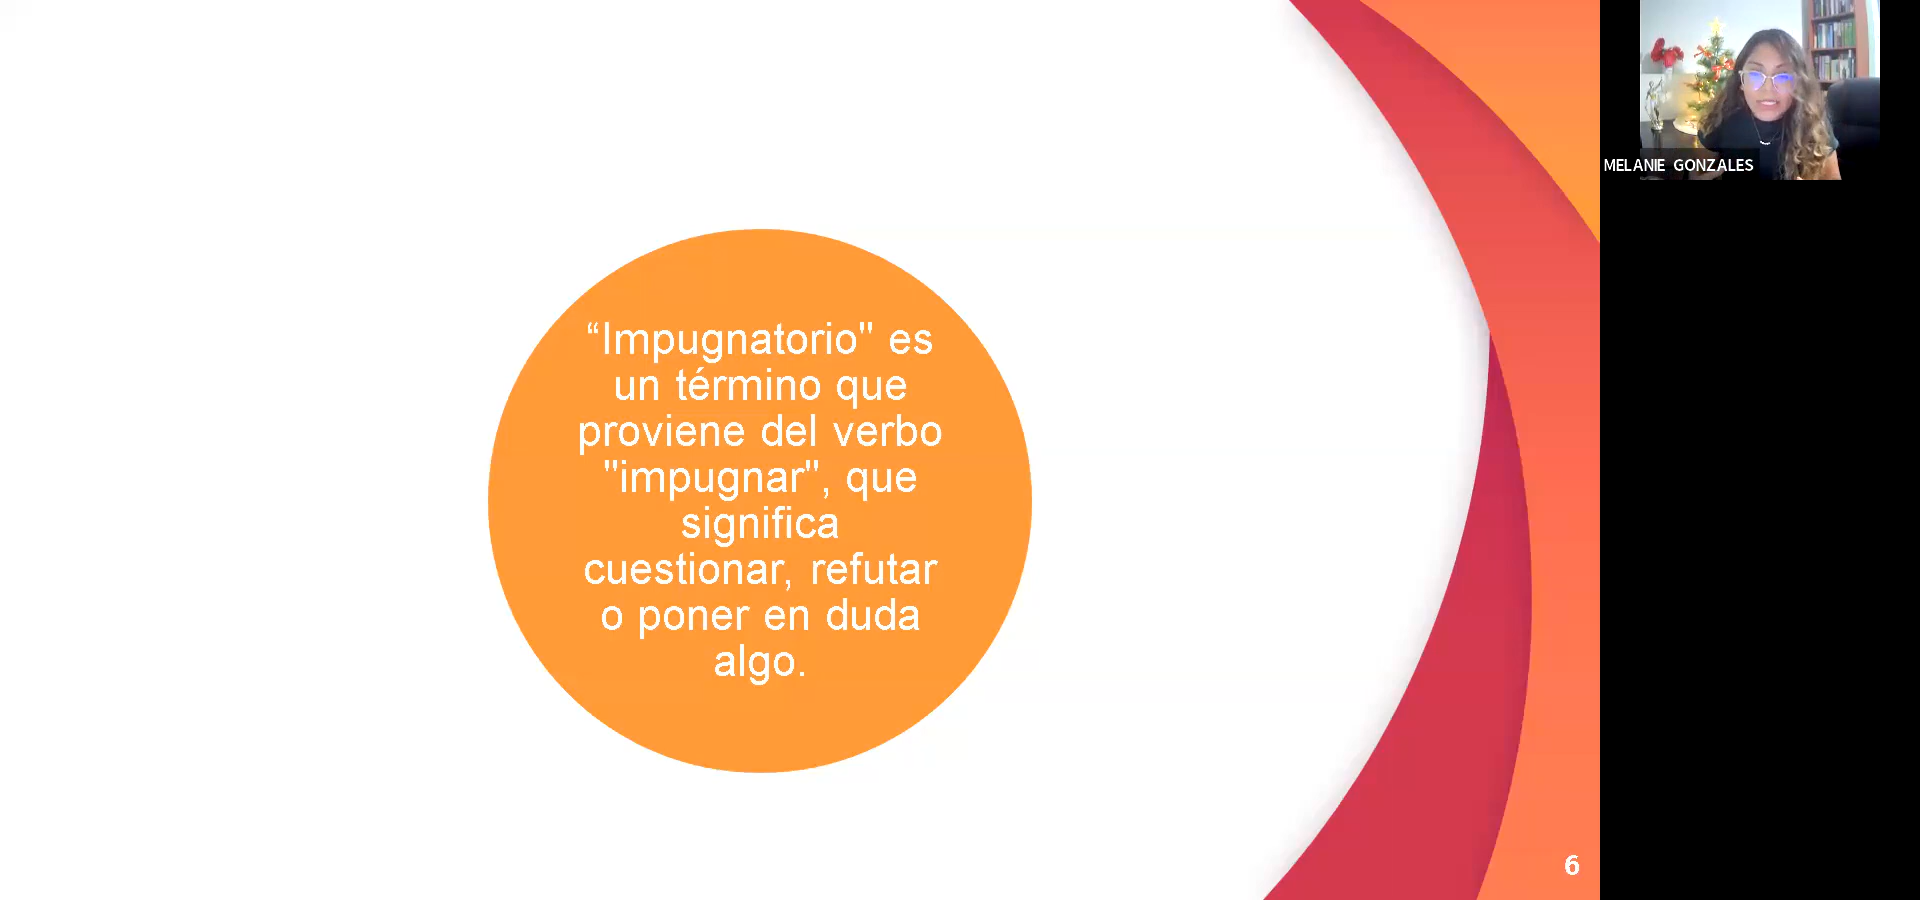 “Impugnatorio" es
un término que
proviene del verbo
"impugnar", que
significa
cuestionar, refutar
o poner en duda
algo.
6
MELANIE GONZALES